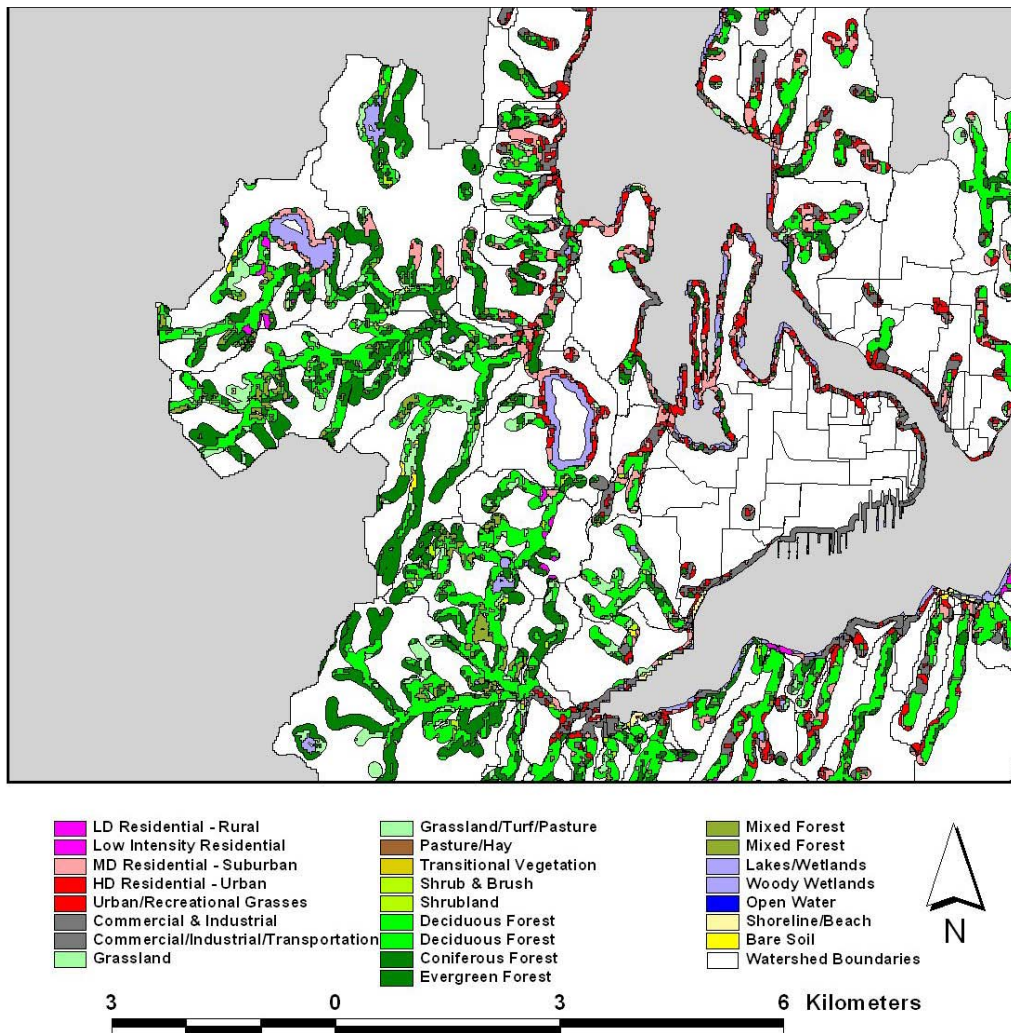 LD Residential - Rural
Low Intensity Residential
MD Residential - Suburban
HD Residential - Urban
Urban/Recreational Grasses
Commercial & Industrial
Commercial/Industrial/Transportation
Grassland
Grassland/Turf/Pasture
Pasture/Hay
Transitional Vegetation
Shrub & Brush
Shrubland
Deciduous Forest
Deciduous Forest
Coniferous Forest
Evergreen Forest
Mixed Forest
Mixed Forest
Lakes/Wetlands
Woody Wetlands
Open Water
Shoreline/Beach
Bare Soil
Watershed Boundaries
N
3 0 3 6 Kilometers